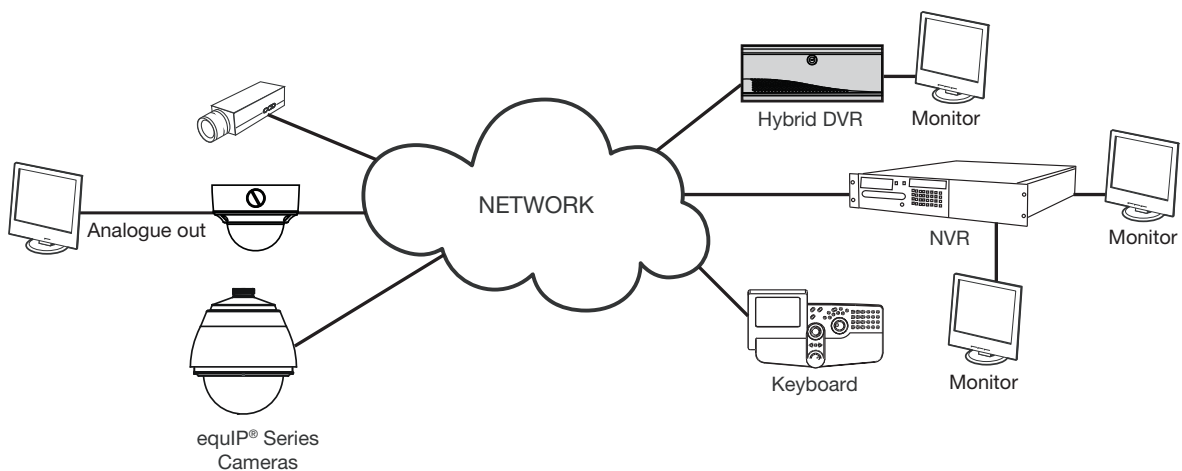 Hybrid DVR
Monitor
NETWORK
Analogue out
NVR
Monitor
Keyboard
Monitor
equIP® Series
Cameras